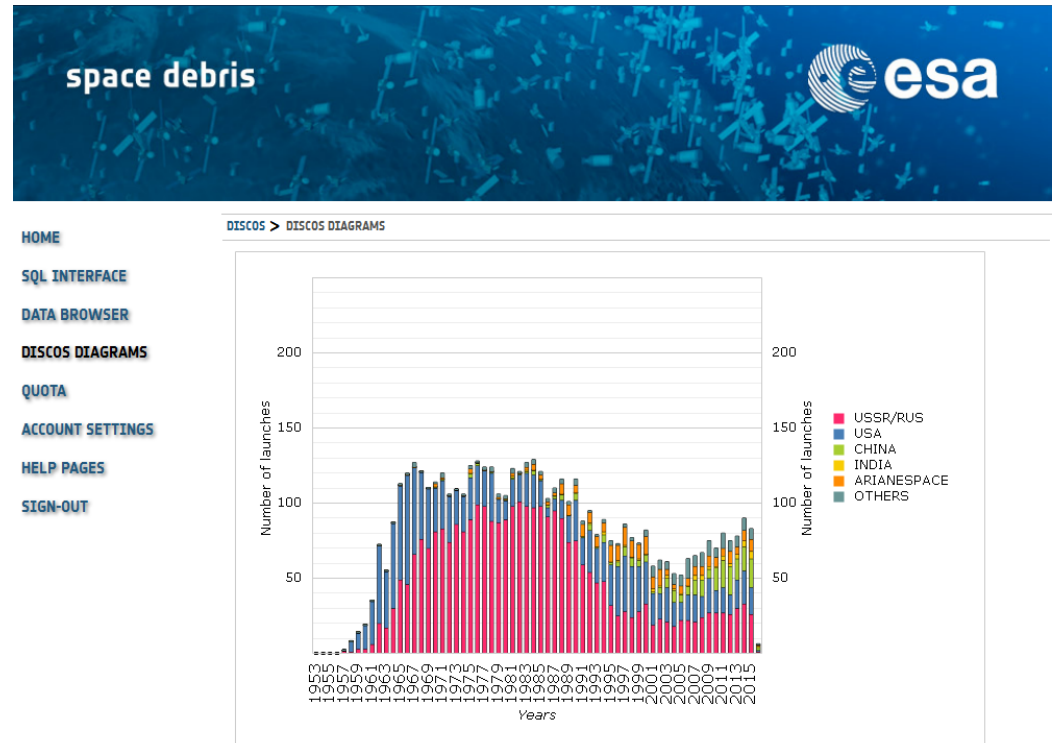 space debris
esa
HOME
SQL INTERFACE
DATA BROWSER
DISCOS DIAGRAMS
QUOTA
ACCOUNT SETTINGS
HELP PAGES
SIGN-OUT
DISCOS > DISCOS DIAGRAMS
200
150
100
50
Number of launches
200
150
100
50
Number of launches
USSR/RUS
USA
CHINA
INDIA
ARIANESPACE
OTHERS
1953
1955
1957
1959
1961
1963
1965
1967
1969
1971
1973
1975
1977
1979
1981
1983
1985
1987
1989
1991
1993
1995
1997
1999
2001
2003
2005
2007
2009
2011
2013
2015
Years